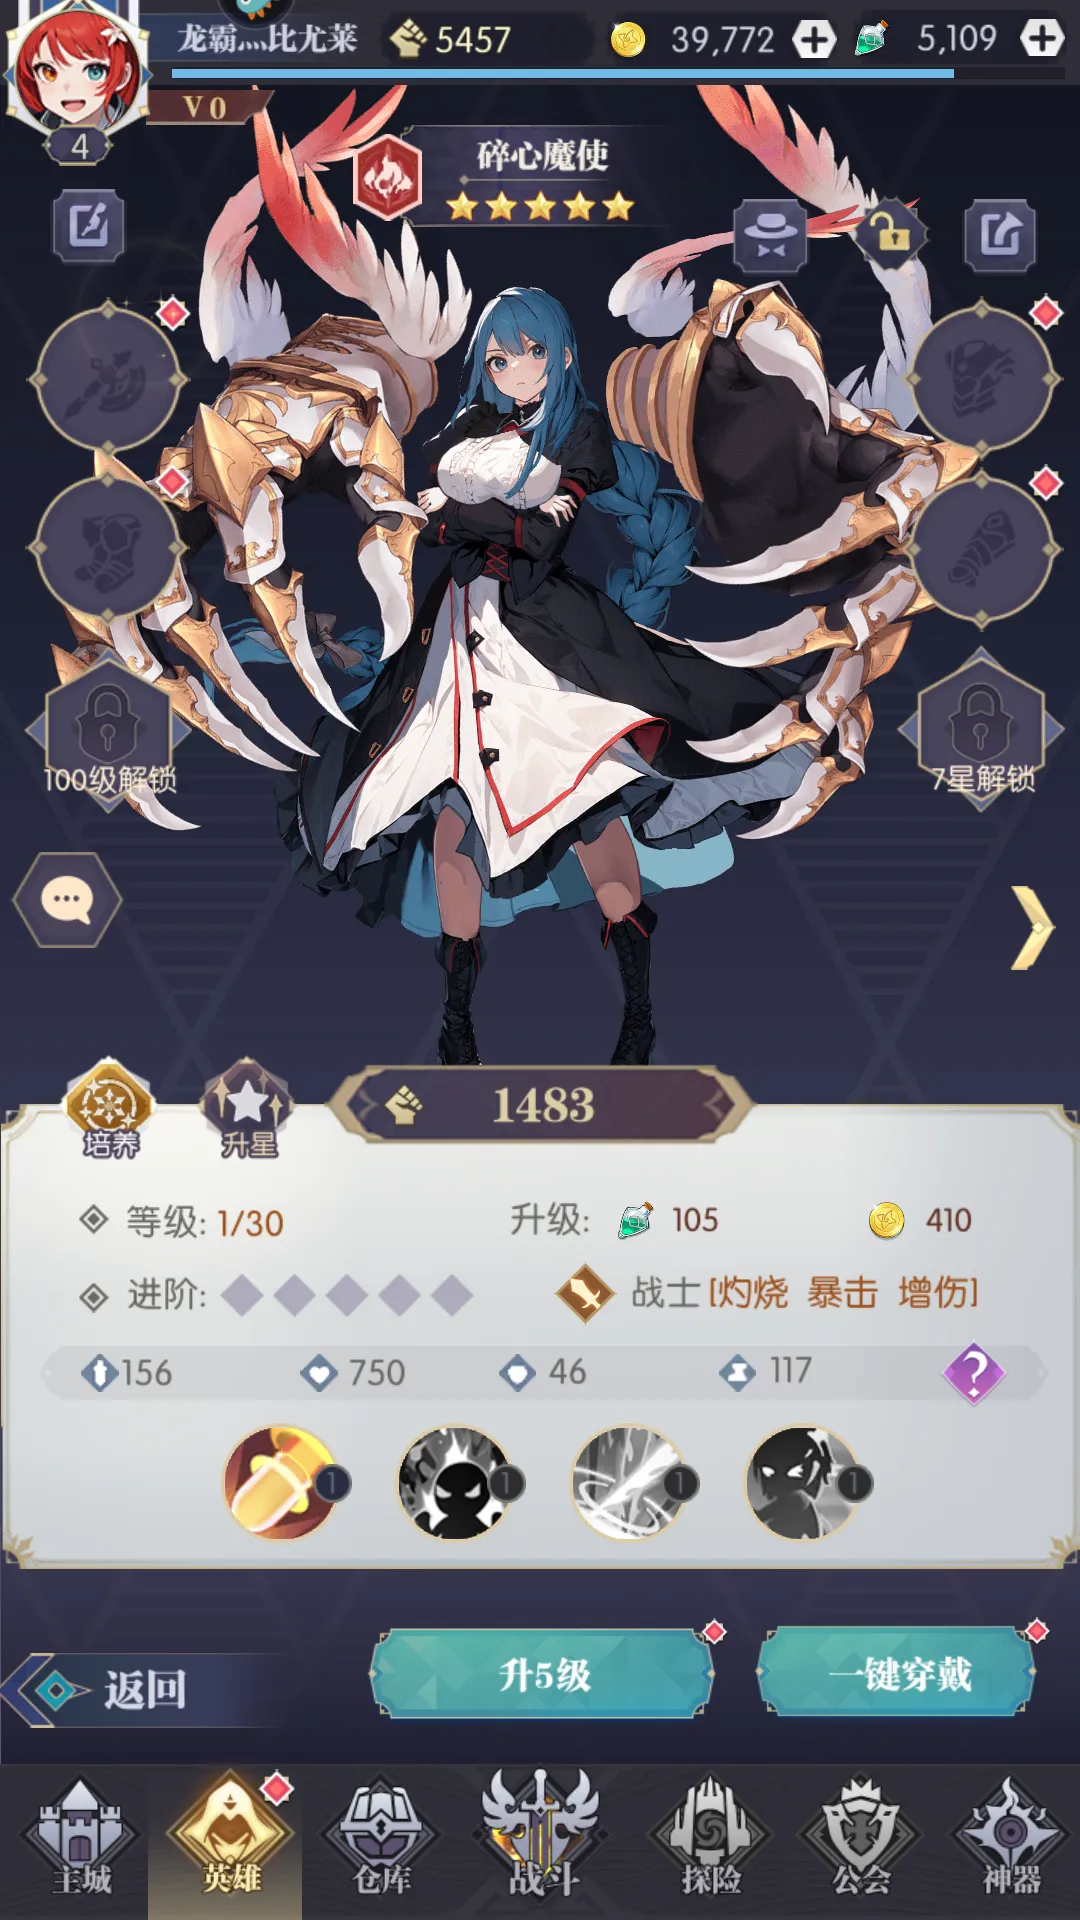 龙霸灬比尤莱
5457
39,772
5,109
V0
4
碎心魔使
100级解锁
7星解锁
培养
升星
1483
等级: 1/30
升级: 105 410
进阶:
战士 [灼烧 暴击 增伤]
156 750 46 117 ?
1 1 1 1
返回
升5级
一键穿戴
主城 英雄 仓库 战斗 探险 公会 神器